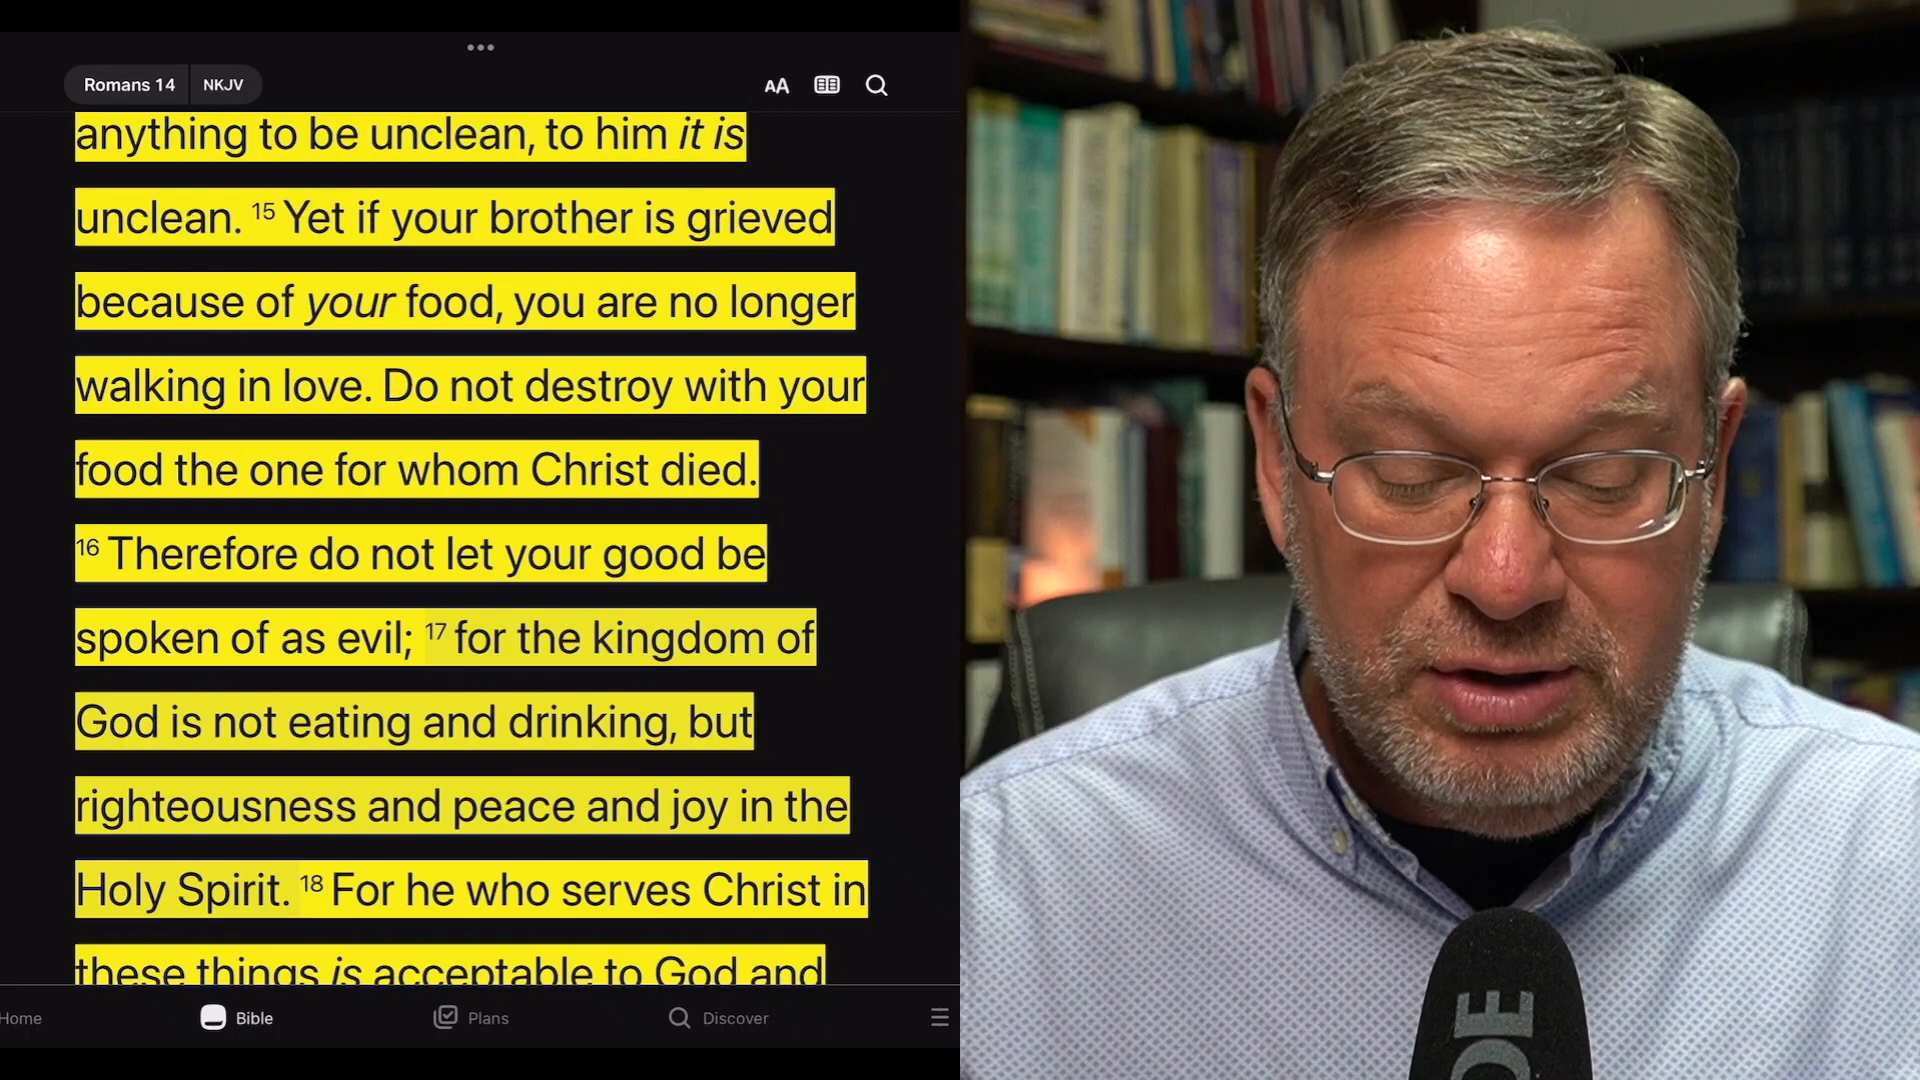 Romans 14 NKJV AA
anything to be unclean, to him it is
unclean. 15 Yet if your brother is grieved
because of your food, you are no longer
walking in love. Do not destroy with your
food the one for whom Christ died.
16 Therefore do not let your good be
spoken of as evil; 17 for the kingdom of
God is not eating and drinking, but
righteousness and peace and joy in the
Holy Spirit. 18 For he who serves Christ in
these things is acceptable to God and
Home Bible Plans Discover